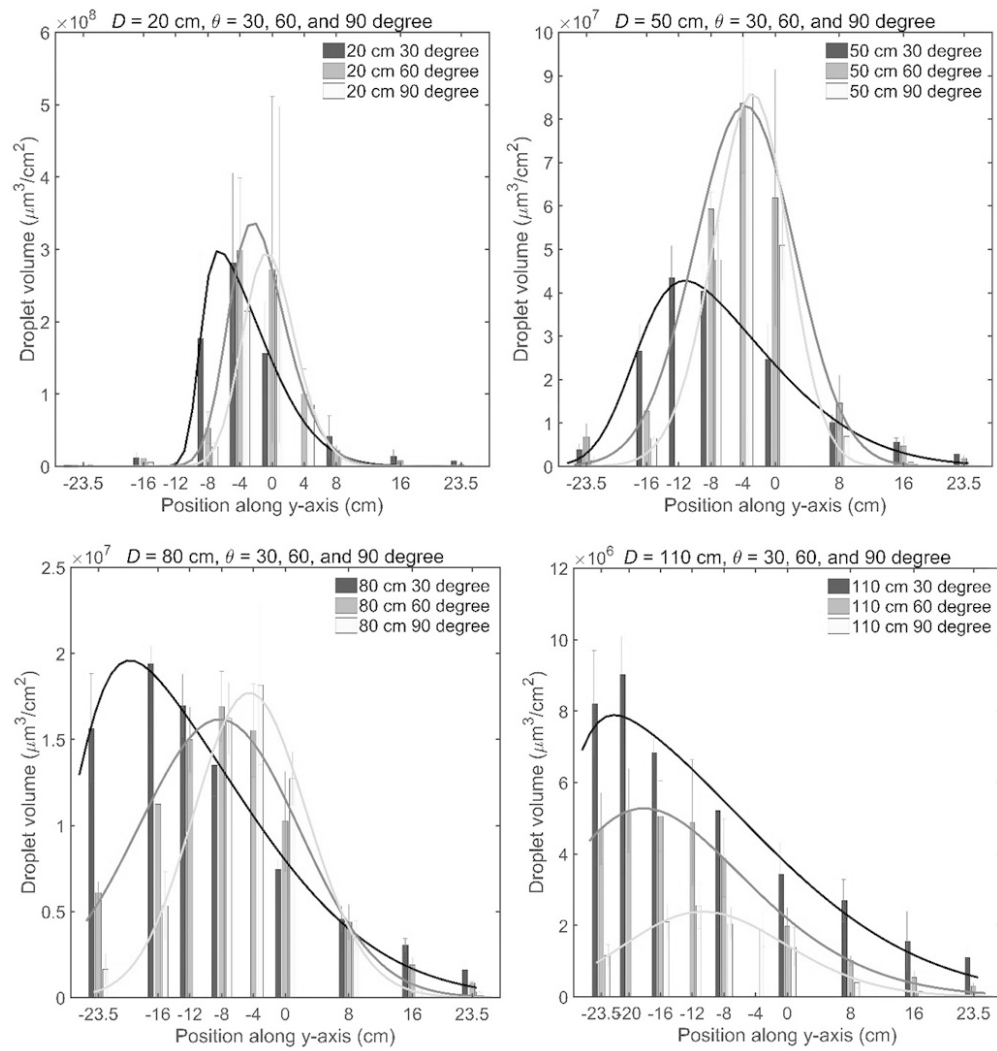 D = 20 cm, θ = 30, 60, and 90 degree
×10⁸
20 cm 30 degree
20 cm 60 degree
20 cm 90 degree
Droplet volume (μm³/cm²)
6
5
4
3
2
1
0
-23.5 -16 -8 -4 0 4 8 16 23.5
Position along y-axis (cm)
D = 50 cm, θ = 30, 60, and 90 degree
×10⁷
50 cm 30 degree
50 cm 60 degree
50 cm 90 degree
Droplet volume (μm³/cm²)
10
9
8
7
6
5
4
3
2
1
0
-23.5 -16 -12 -8 -4 0 8 16 23.5
Position along y-axis (cm)
D = 80 cm, θ = 30, 60, and 90 degree
×10⁷
80 cm 30 degree
80 cm 60 degree
80 cm 90 degree
Droplet volume (μm³/cm²)
2.5
2
1.5
1
0.5
0
-23.5 -16 -12 -8 -4 0 8 16 23.5
Position along y-axis (cm)
D = 110 cm, θ = 30, 60, and 90 degree
×10⁶
110 cm 30 degree
110 cm 60 degree
110 cm 90 degree
Droplet volume (μm³/cm²)
12
10
8
6
4
2
0
-23.5-20 -16 -12 -8 -4 0 8 16 23.5
Position along y-axis (cm)